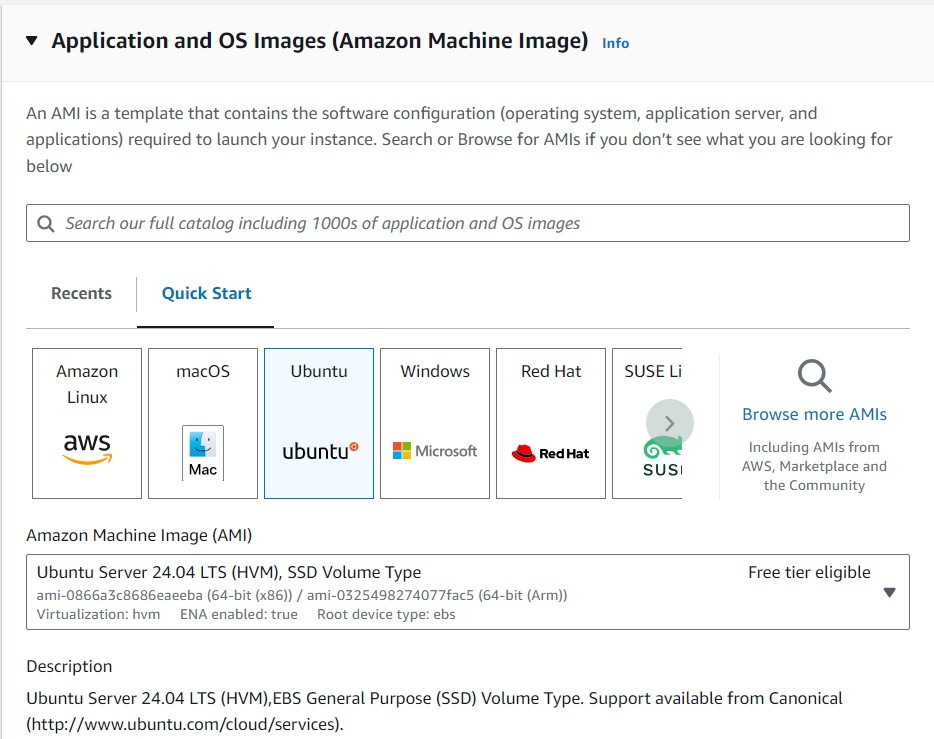 Application and OS Images (Amazon Machine Image) Info
An AMI is a template that contains the software configuration (operating system, application server, and
applications) required to launch your instance. Search or Browse for AMIs if you don’t see what you are looking for
below
Search our full catalog including 1000s of application and OS images
Recents
Quick Start
Amazon
Linux
aws
macOS
Mac
Ubuntu
ubuntu
Windows
Microsoft
Red Hat
Red Hat
SUSE Li
SUS
Browse more AMIs
Including AMIs from
AWS, Marketplace and
the Community
Amazon Machine Image (AMI)
Ubuntu Server 24.04 LTS (HVM), SSD Volume Type
Free tier eligible
ami-0866a3c8686eaeeba (64-bit (x86)) / ami-0325498274077fac5 (64-bit (Arm))
Virtualization: hvm ENA enabled: true Root device type: ebs
Description
Ubuntu Server 24.04 LTS (HVM),EBS General Purpose (SSD) Volume Type. Support available from Canonical
(http://www.ubuntu.com/cloud/services).